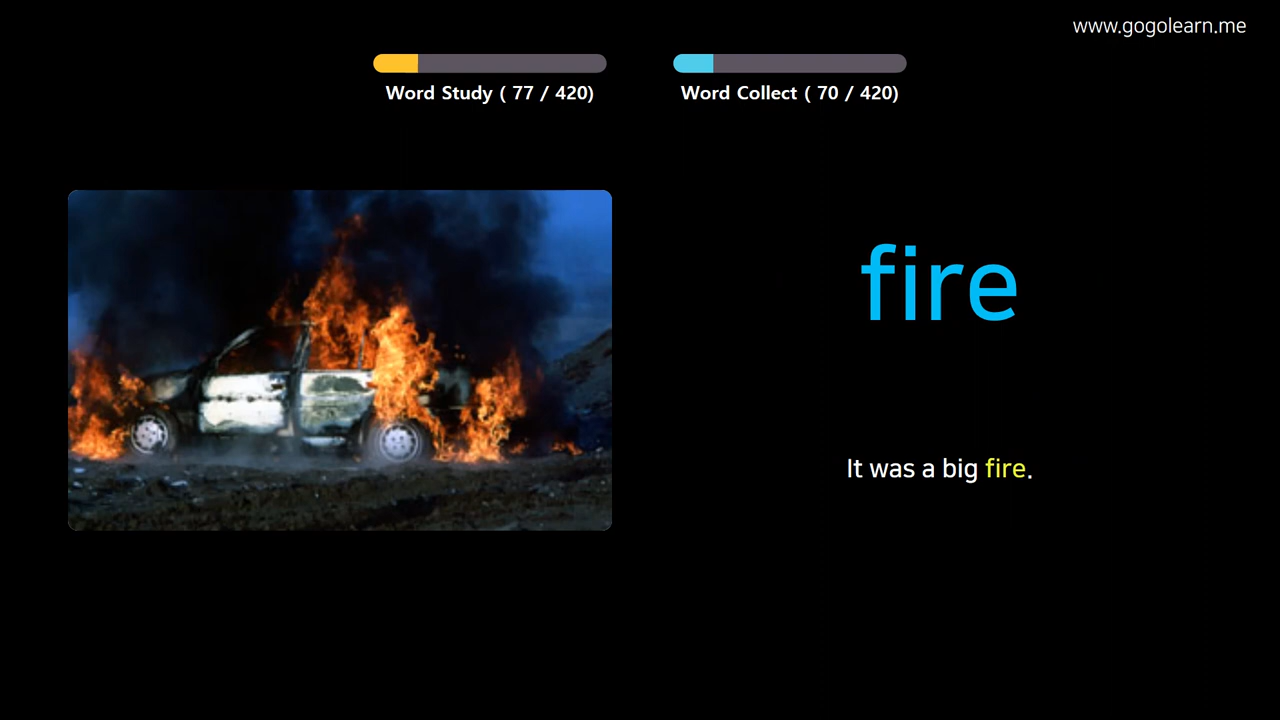 www.gogolearn.me
Word Study ( 77 / 420)
Word Collect ( 70 / 420)
fire
It was a big fire.